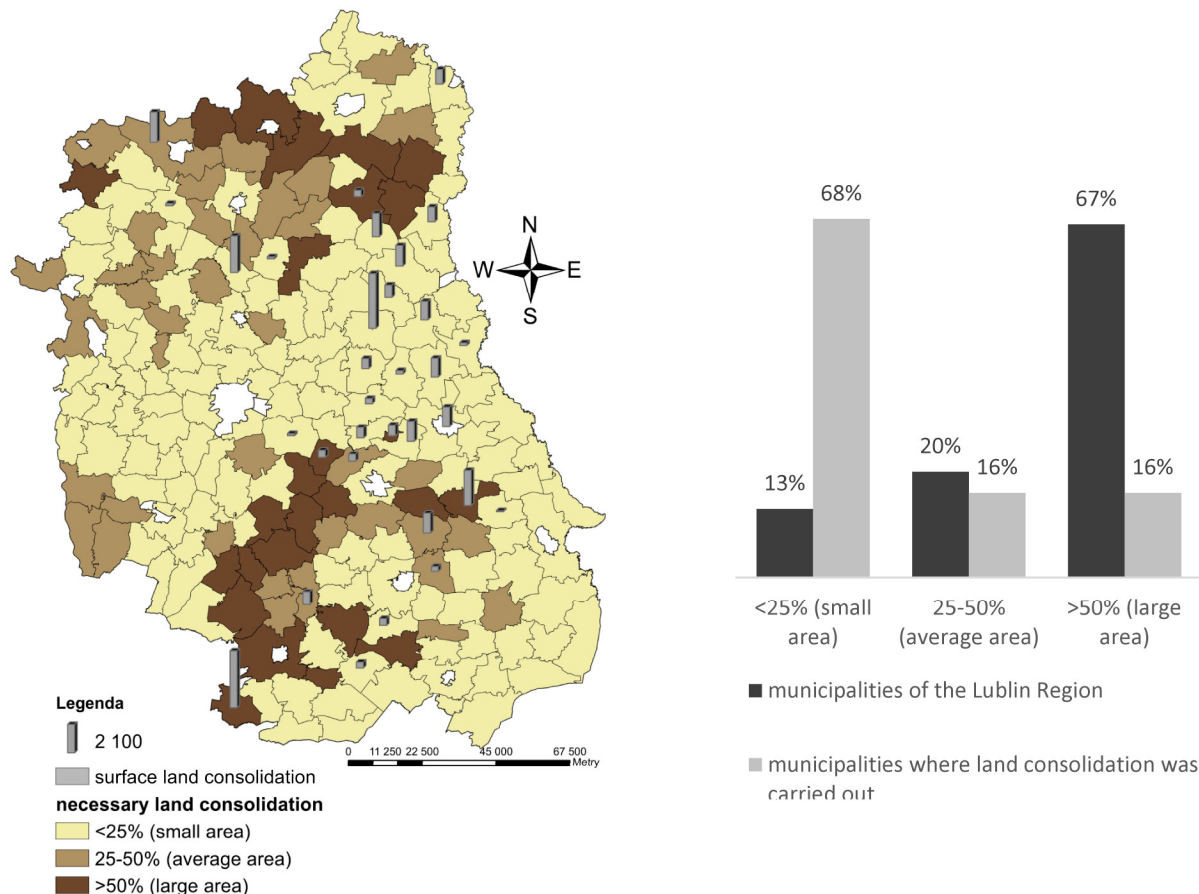 N
W E
S
Legenda
2 100
surface land consolidation
necessary land consolidation
<25% (small area)
25-50% (average area)
>50% (large area)
0 11 250 22 500 45 000 67 500
Metry
68%
67%
20%
16%
16%
13%
<25% (small
area)
25-50%
(average area)
>50% (large
area)
municipalities of the Lublin Region
municipalities where land consolidation was
carried out